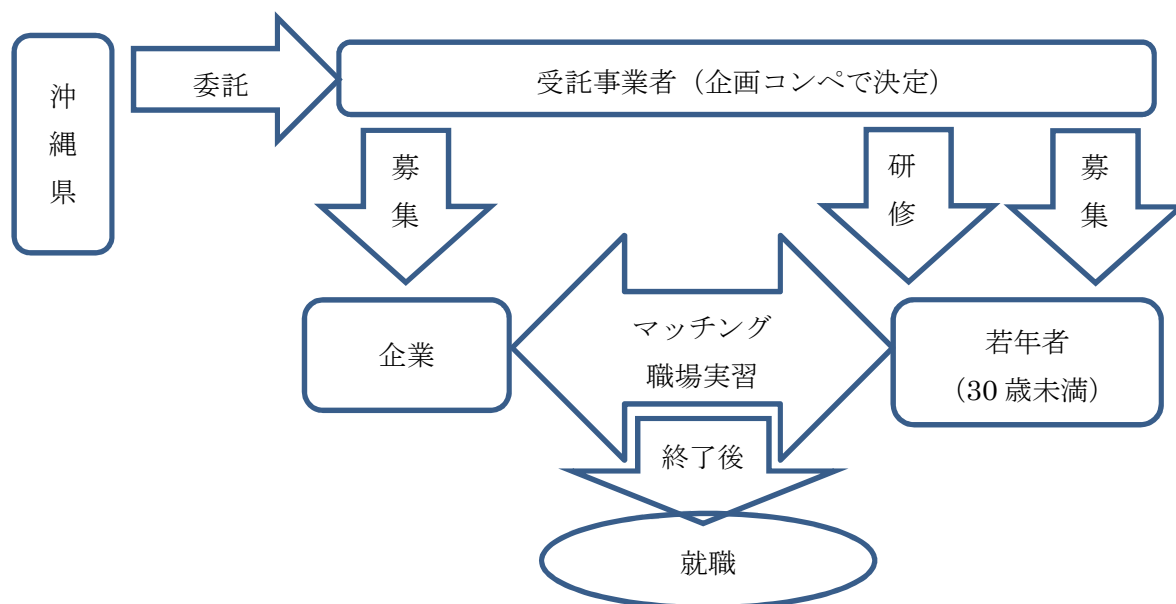 沖縄県
委託
受託事業者（企画コンペで決定）
募集
研修
募集
企業
マッチング
職場実習
若年者
（30 歳未満）
終了後
就職